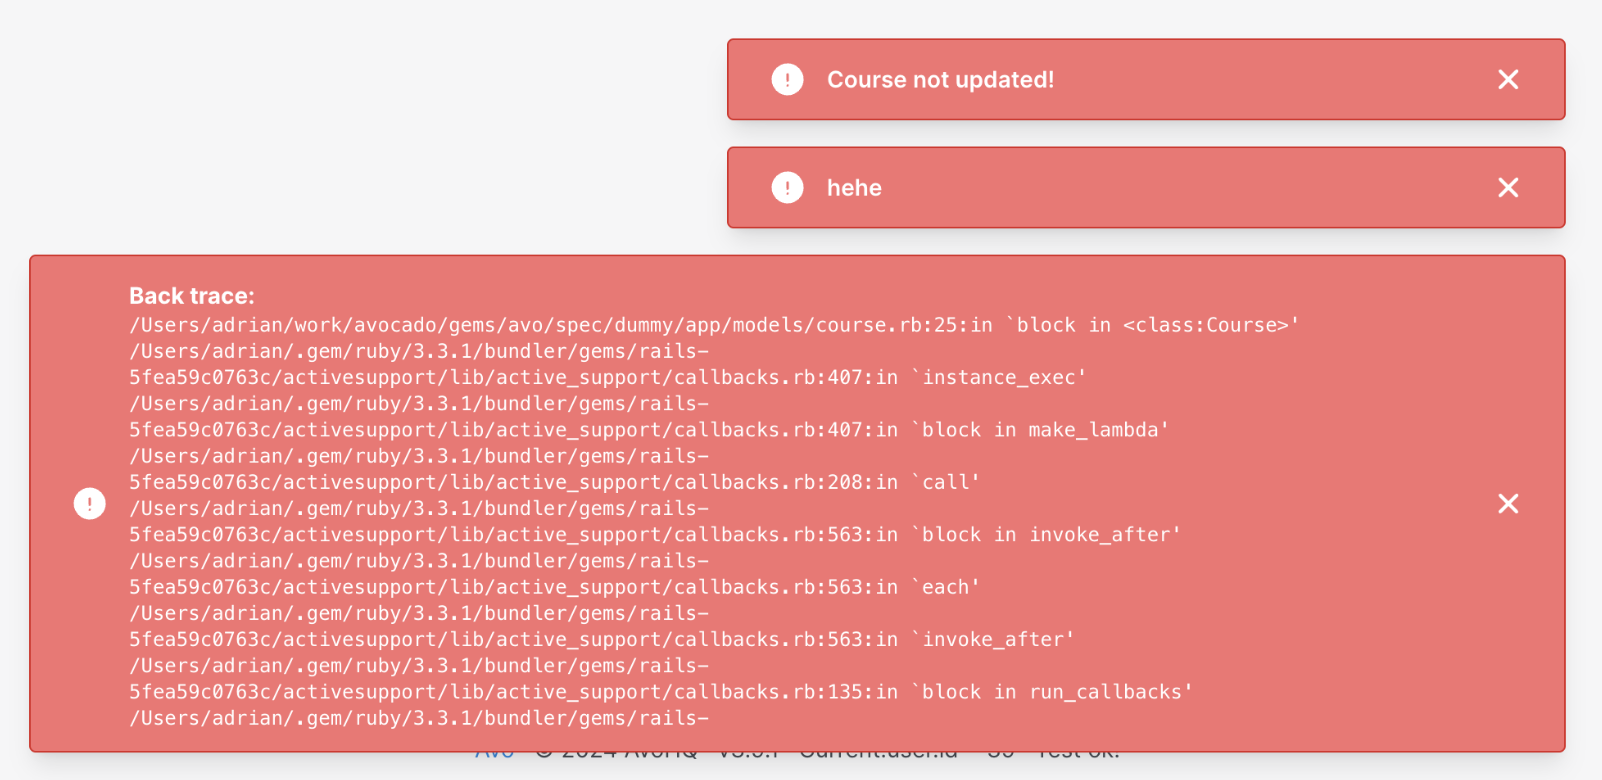 Course not updated!
hehe
Back trace:
/Users/adrian/work/avocado/gems/avo/spec/dummy/app/models/course.rb:25:in `block in <class:Course>'
/Users/adrian/.gem/ruby/3.3.1/bundler/gems/rails-
5fea59c0763c/activesupport/lib/active_support/callbacks.rb:407:in `instance_exec'
/Users/adrian/.gem/ruby/3.3.1/bundler/gems/rails-
5fea59c0763c/activesupport/lib/active_support/callbacks.rb:407:in `block in make_lambda'
/Users/adrian/.gem/ruby/3.3.1/bundler/gems/rails-
5fea59c0763c/activesupport/lib/active_support/callbacks.rb:208:in `call'
/Users/adrian/.gem/ruby/3.3.1/bundler/gems/rails-
5fea59c0763c/activesupport/lib/active_support/callbacks.rb:563:in `block in invoke_after'
/Users/adrian/.gem/ruby/3.3.1/bundler/gems/rails-
5fea59c0763c/activesupport/lib/active_support/callbacks.rb:563:in `each'
/Users/adrian/.gem/ruby/3.3.1/bundler/gems/rails-
5fea59c0763c/activesupport/lib/active_support/callbacks.rb:563:in `invoke_after'
/Users/adrian/.gem/ruby/3.3.1/bundler/gems/rails-
5fea59c0763c/activesupport/lib/active_support/callbacks.rb:135:in `block in run_callbacks'
/Users/adrian/.gem/ruby/3.3.1/bundler/gems/rails-